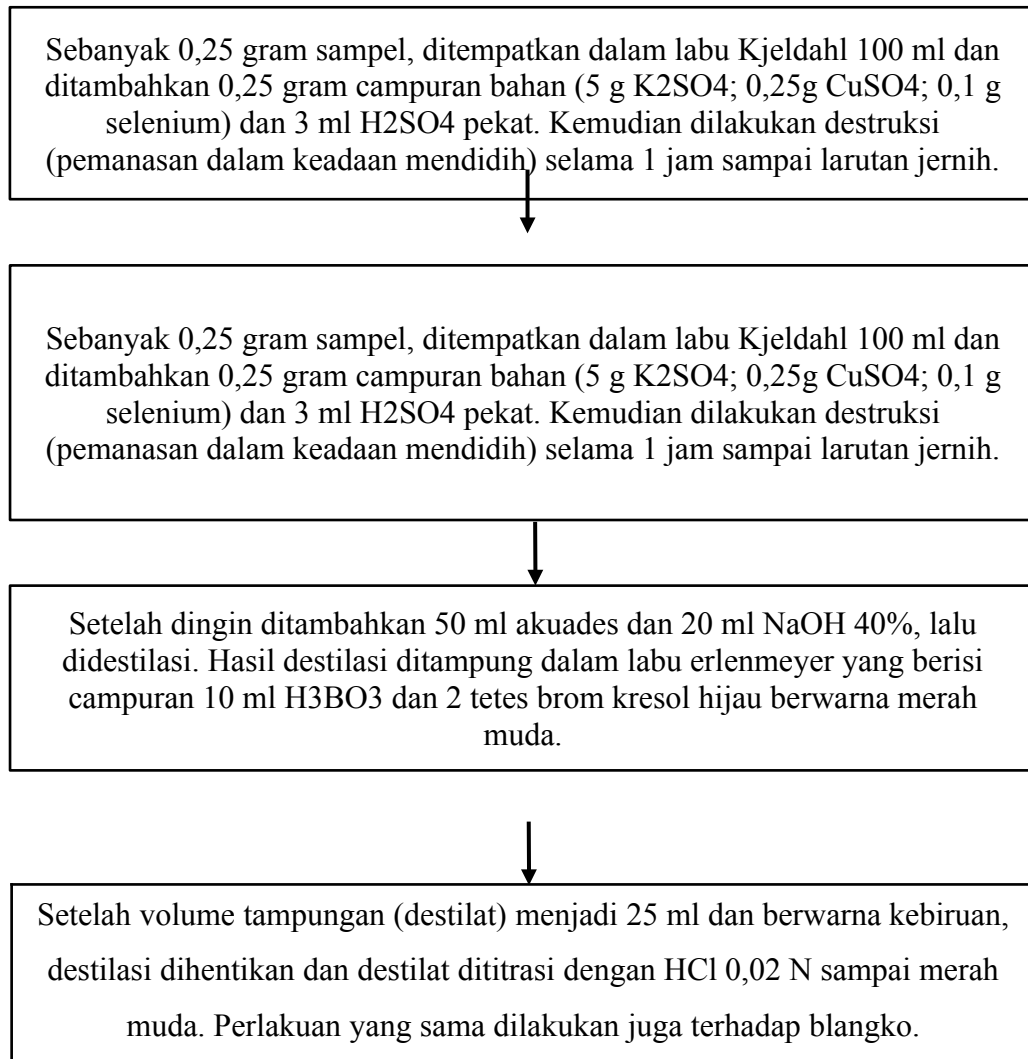 Sebanyak 0,25 gram sampel, ditempatkan dalam labu Kjeldahl 100 ml dan
ditambahkan 0,25 gram campuran bahan (5 g K2SO4; 0,25g CuSO4; 0,1 g
selenium) dan 3 ml H2SO4 pekat. Kemudian dilakukan destruksi
(pemanasan dalam keadaan mendidih) selama 1 jam sampai larutan jernih.
Sebanyak 0,25 gram sampel, ditempatkan dalam labu Kjeldahl 100 ml dan
ditambahkan 0,25 gram campuran bahan (5 g K2SO4; 0,25g CuSO4; 0,1 g
selenium) dan 3 ml H2SO4 pekat. Kemudian dilakukan destruksi
(pemanasan dalam keadaan mendidih) selama 1 jam sampai larutan jernih.
Setelah dingin ditambahkan 50 ml akuades dan 20 ml NaOH 40%, lalu
didestilasi. Hasil destilasi ditampung dalam labu erlenmeyer yang berisi
campuran 10 ml H3BO3 dan 2 tetes brom kresol hijau berwarna merah
muda.
Setelah volume tampungan (destilat) menjadi 25 ml dan berwarna kebiruan,
destilasi dihentikan dan destilat dititrasi dengan HCl 0,02 N sampai merah
muda. Perlakuan yang sama dilakukan juga terhadap blangko.